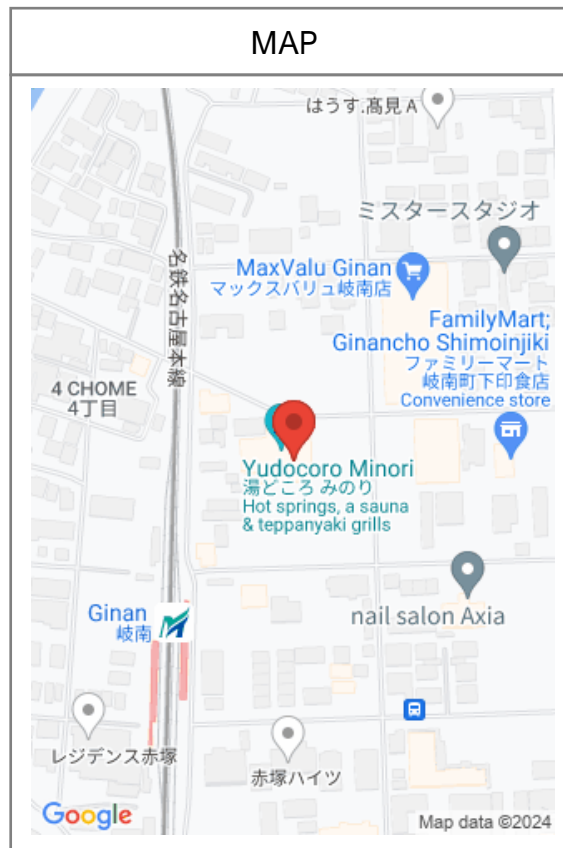 MAP
はうす.髙見 A
ミスタースタジオ
MaxValu Ginan
マックスバリュ岐南店
名鉄名古屋本線
FamilyMart;
Ginancho Shimoinjiki
ファミリーマート
岐南町下印食店
Convenience store
4 CHOME
4丁目
Yudocoro Minori
湯どころ みのり
Hot springs, a sauna
& teppanyaki grills
nail salon Axia
Ginan
岐南
レジデンス赤塚
赤塚ハイツ
Google
Map data ©2024